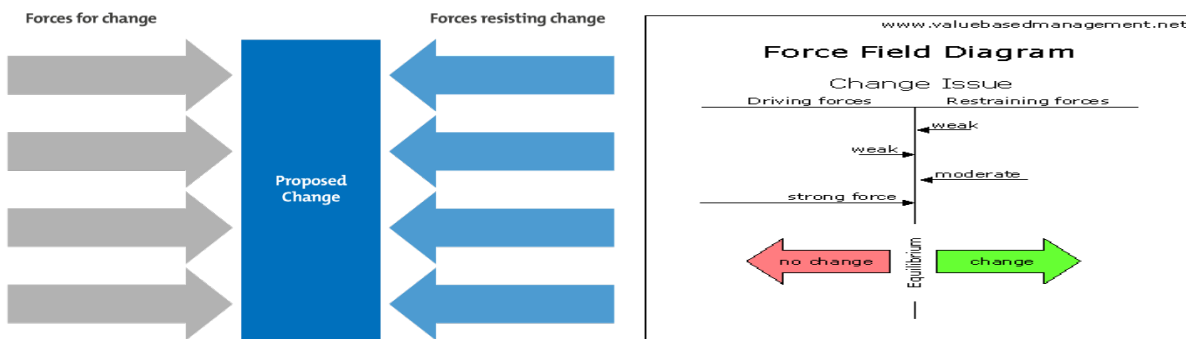 Forces for change
Forces resisting change
Proposed
Change
www.valuebasedmanagement.net
Force Field Diagram
Change Issue
Driving forces
Restraining forces
weak
weak
moderate
strong force
no change
Equilibrium
change